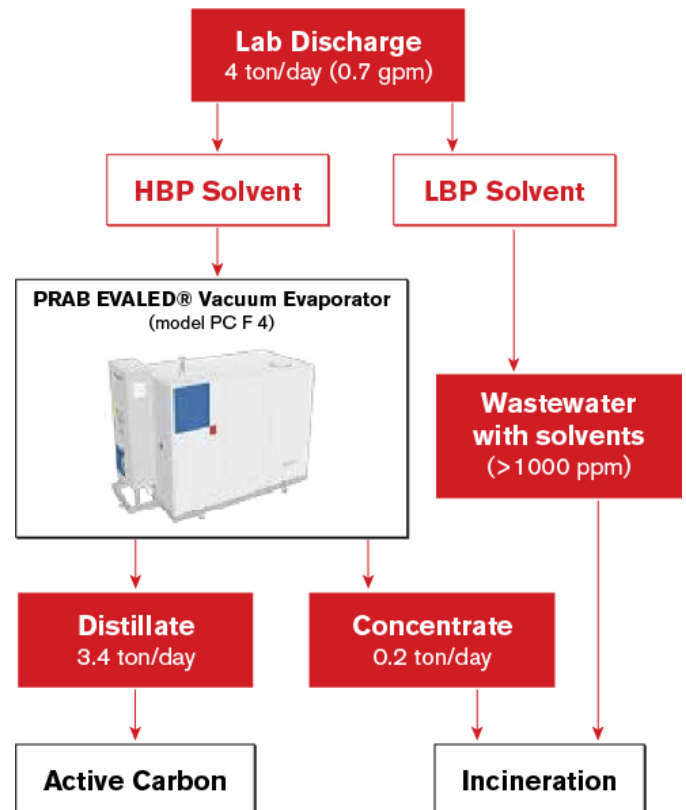 Lab Discharge
4 ton/day (0.7 gpm)
HBP Solvent
LBP Solvent
PRAB EVALED® Vacuum Evaporator
(model PC F 4)
Wastewater
with solvents
(>1000 ppm)
Distillate
3.4 ton/day
Concentrate
0.2 ton/day
Active Carbon
Incineration